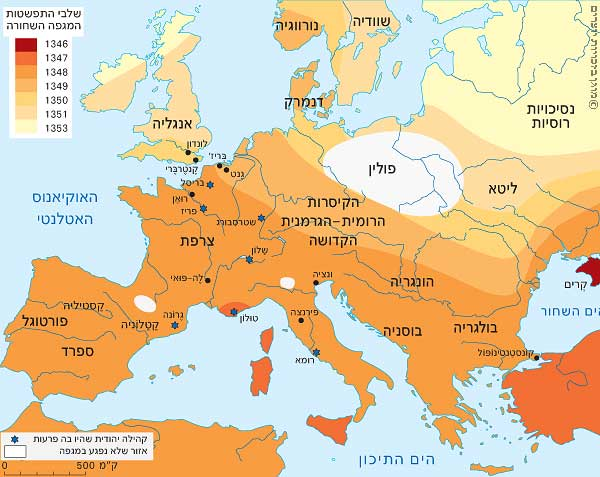 שלבי התפשטות
המגפה השחורה
1346
1347
1348
1349
1350
1351
1353
שוודיה
נורווגיה
דנמרק
נסיכויות
רוסיות
אנגליה
לונדון
קנטרברי
בריז'
גנט
בריסל
רואן
פריז
שטרסבורג
פולין
ליטא
האוקיאנוס
האטלנטי
הקיסרות
הרומית–הגרמנית
הקדושה
צרפת
שלון
לה-פואי
ונציה
הונגריה
קרים
הים השחור
קסטיליה
פורטוגל
קטלוניה
גרונה
ספרד
טולון
פירנצה
רומא
בוסניה
בולגריה
קונסטנטינופול
הים התיכון
קהילה יהודית שהיו בה פרעות
אזור שלא נפגע במגפה
0 500 ק"מ